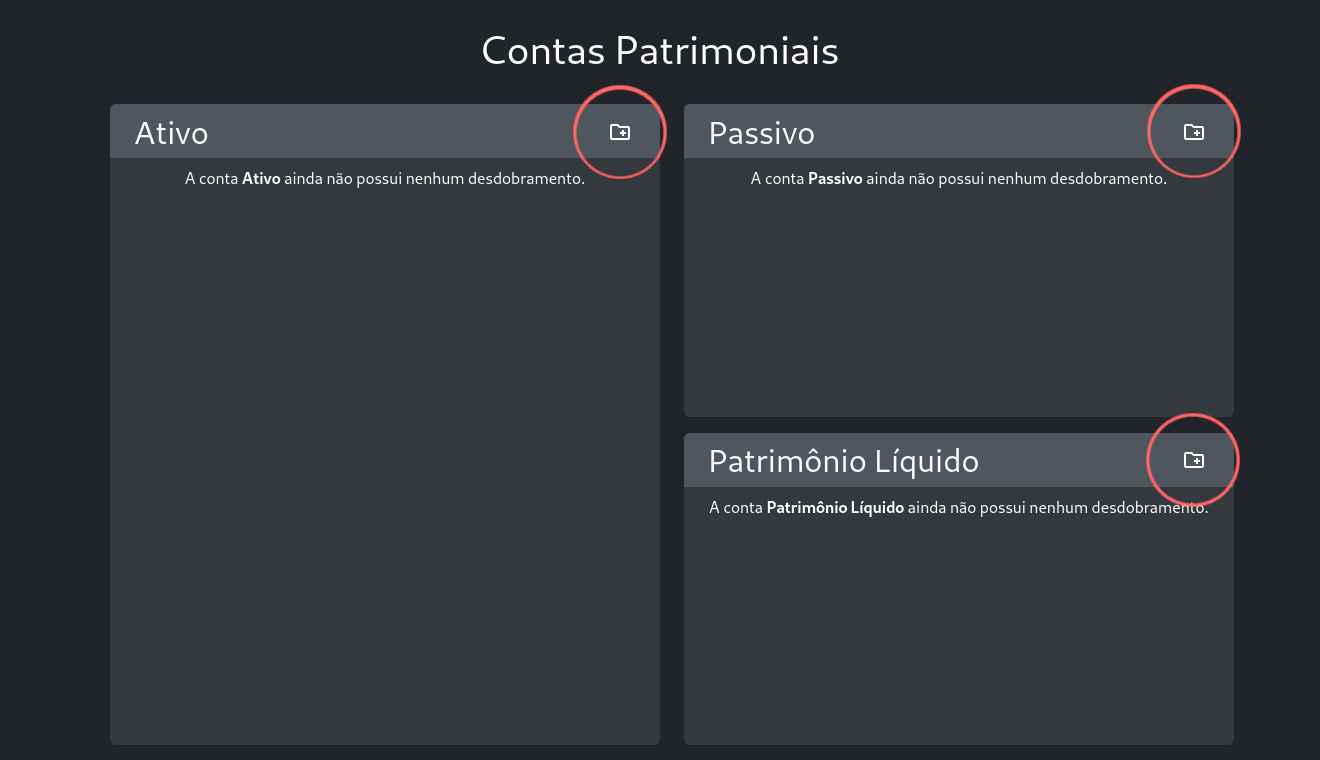 Contas Patrimoniais
Ativo
A conta Ativo ainda não possui nenhum desdobramento.
Passivo
A conta Passivo ainda não possui nenhum desdobramento.
Patrimônio Líquido
A conta Patrimônio Líquido ainda não possui nenhum desdobramento.